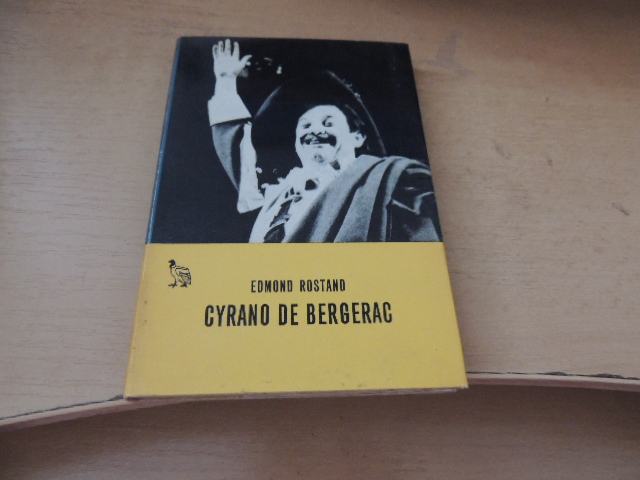 EDMOND ROSTAND
CYRANO DE BERGERAC